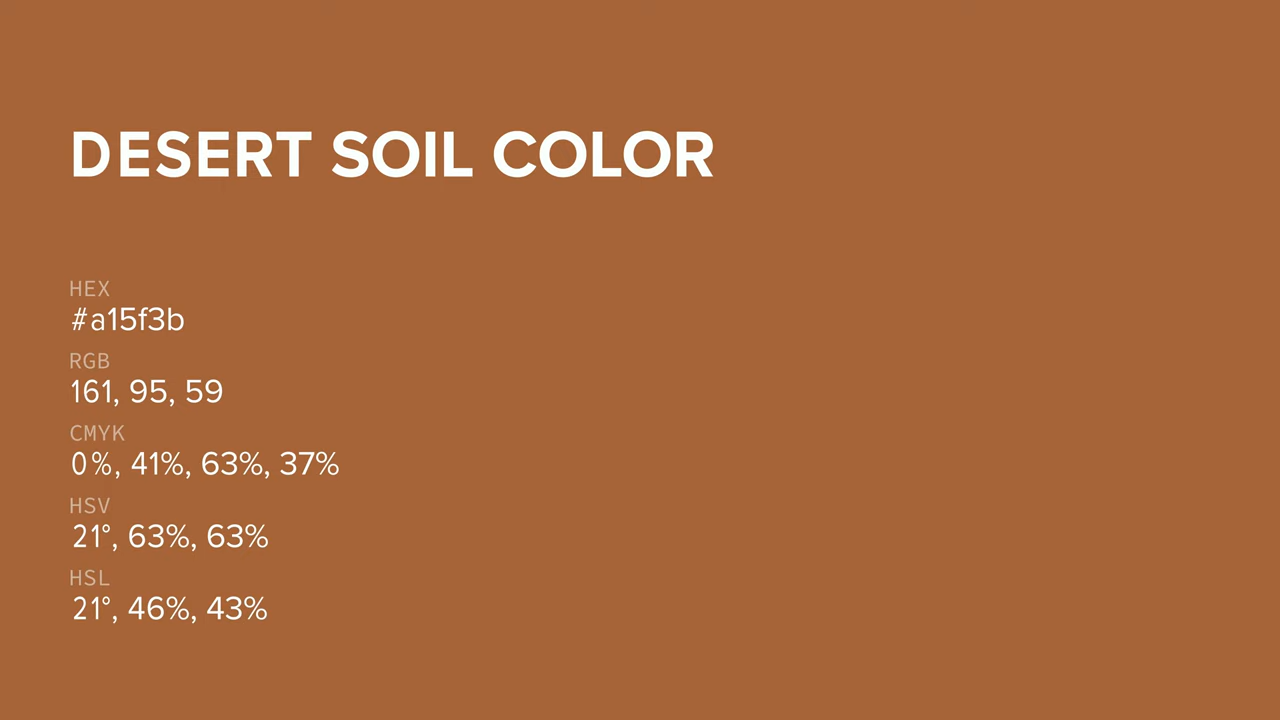 DESERT SOIL COLOR
HEX
#a15f3b
RGB
161, 95, 59
CMYK
0%, 41%, 63%, 37%
HSV
21°, 63%, 63%
HSL
21°, 46%, 43%